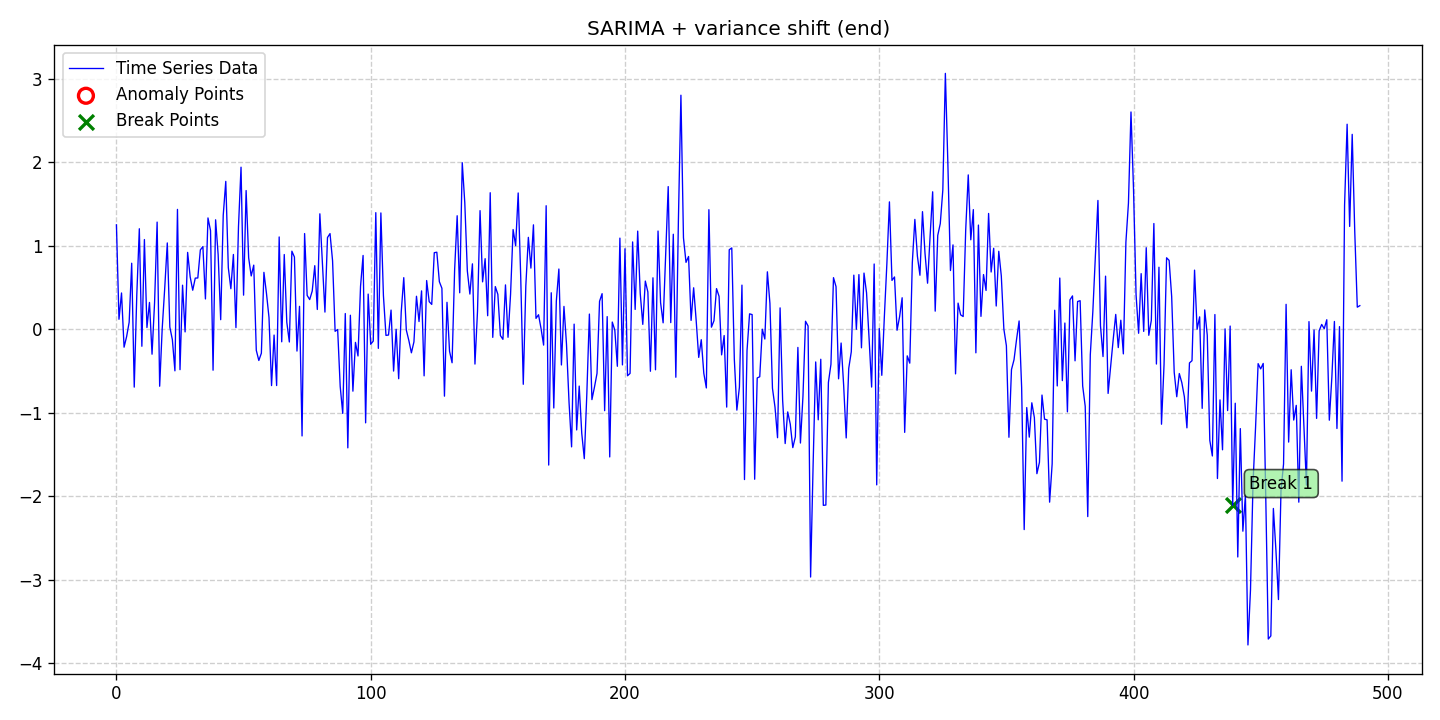 SARIMA + variance shift (end)
Time Series Data
Anomaly Points
Break Points
3
2
1
0
−1
−2
−3
−4
Break 1
0
100
200
300
400
500